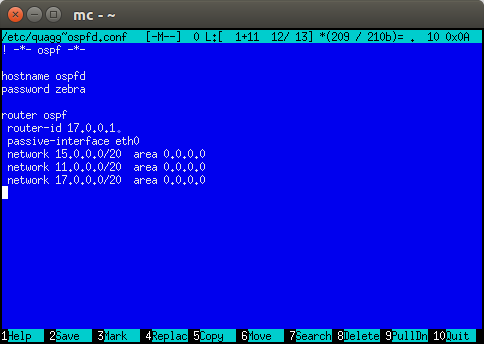 mc - ~
/etc/quagg~ospfd.conf [-M--] 0 L:[ 1+11 12/ 13] *(209 / 210b)= . 10 0x0A
! -*- ospf -*-
hostname ospfd
password zebra
router ospf
router-id 17.0.0.1.
passive-interface eth0
network 15.0.0.0/20 area 0.0.0.0
network 11.0.0.0/20 area 0.0.0.0
network 17.0.0.0/20 area 0.0.0.0
1Help 2Save 3Mark 4Replac 5Copy 6Move 7Search 8Delete 9PullDn 10Quit